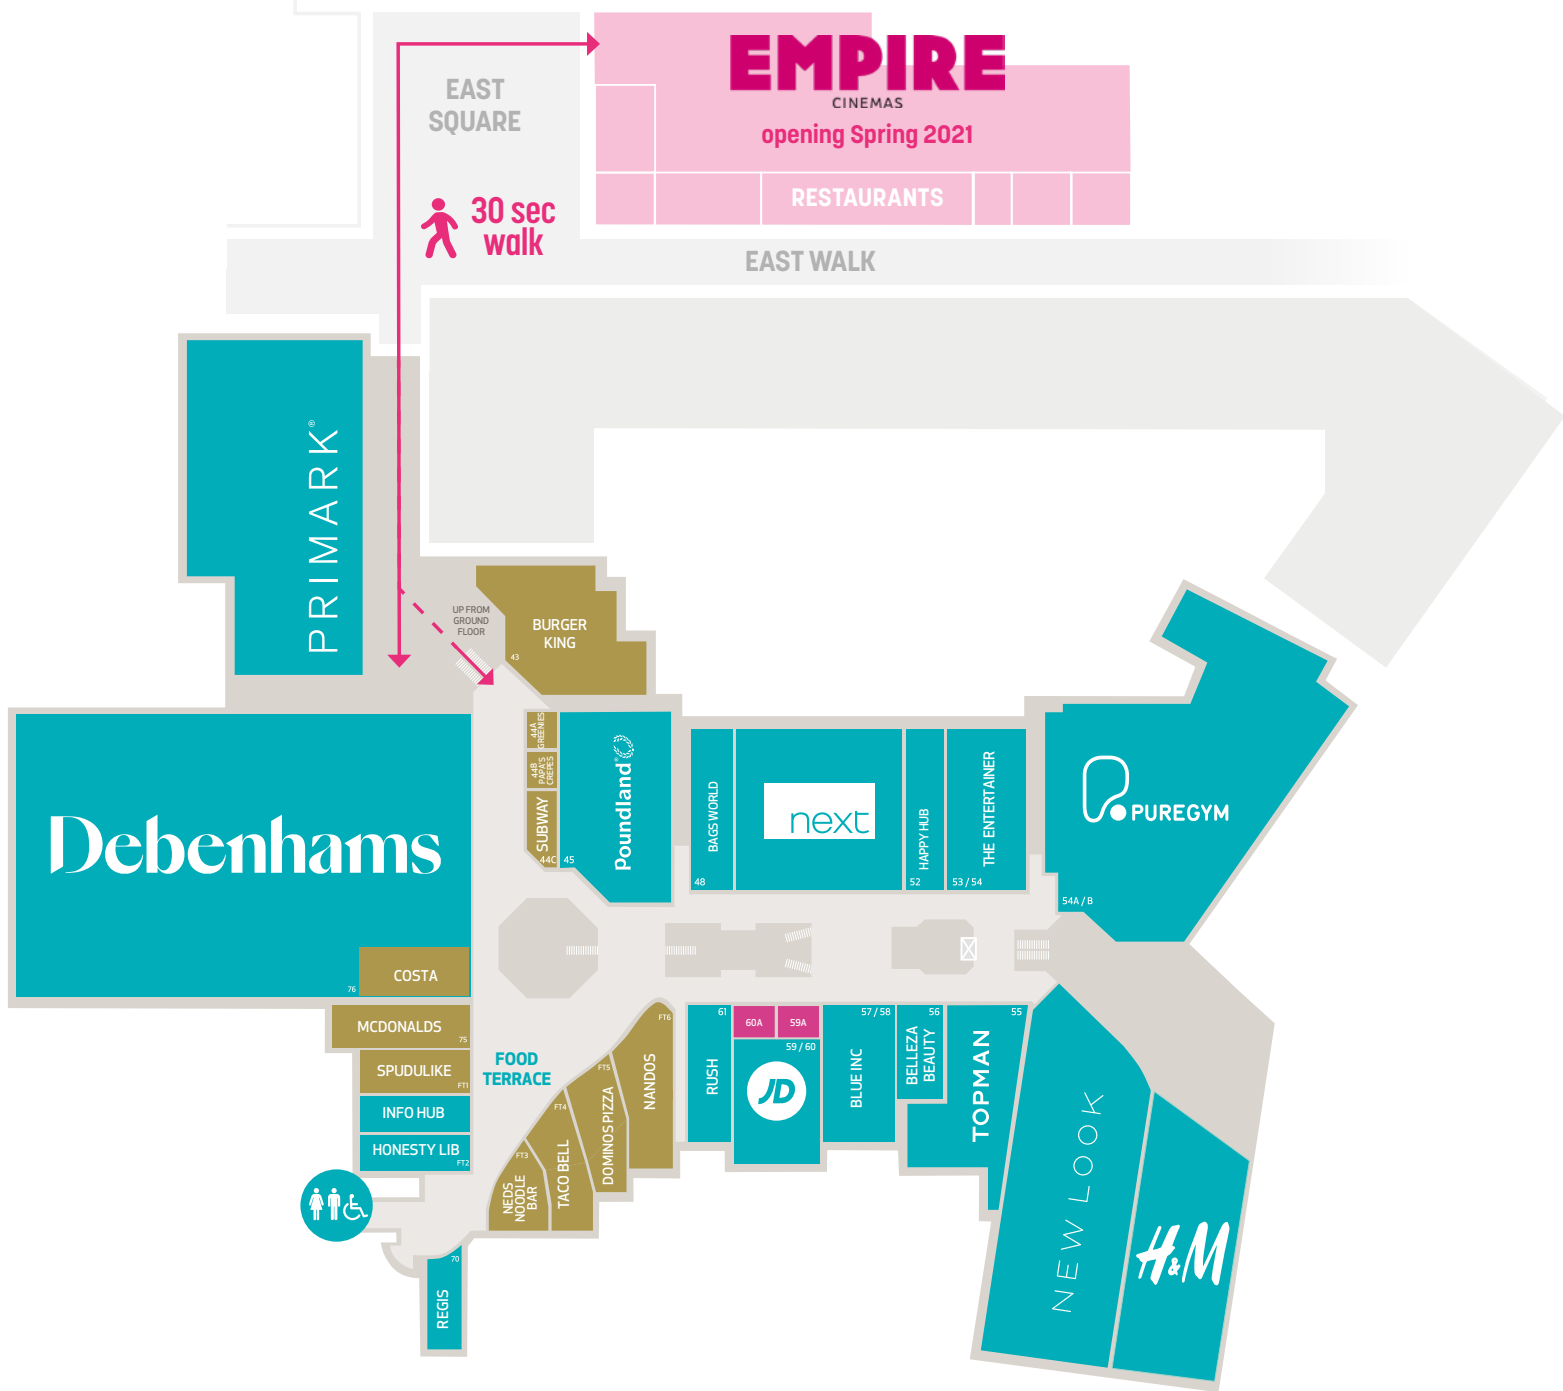 EMPIRE
CINEMAS
opening Spring 2021
EAST
SQUARE
RESTAURANTS
30 sec
walk
EAST WALK
PRIMARK®
UP FROM
GROUND
FLOOR
BURGER
KING
43
44A
GREENIES
44B
PAPA'S
CREPES
SUBWAY
44C
45
Poundland®
BAGS WORLD
48
next
HAPPY HUB
52
THE ENTERTAINER
53 / 54
PUREGYM
54A / B
Debenhams
COSTA
76
MCDONALDS
75
SPUDULIKE
FT1
INFO HUB
HONESTY LIB
FT2
FOOD
TERRACE
NEDS
NOODLE
BAR
FT3
TACO BELL
FT4
DOMINOS PIZZA
FT5
NANDOS
FT6
61
RUSH
60A
59A
59 / 60
JD
57 / 58
BLUE INC
56
BELLEZA
BEAUTY
55
TOPMAN
NEW LOOK
H&M
70
REGIS